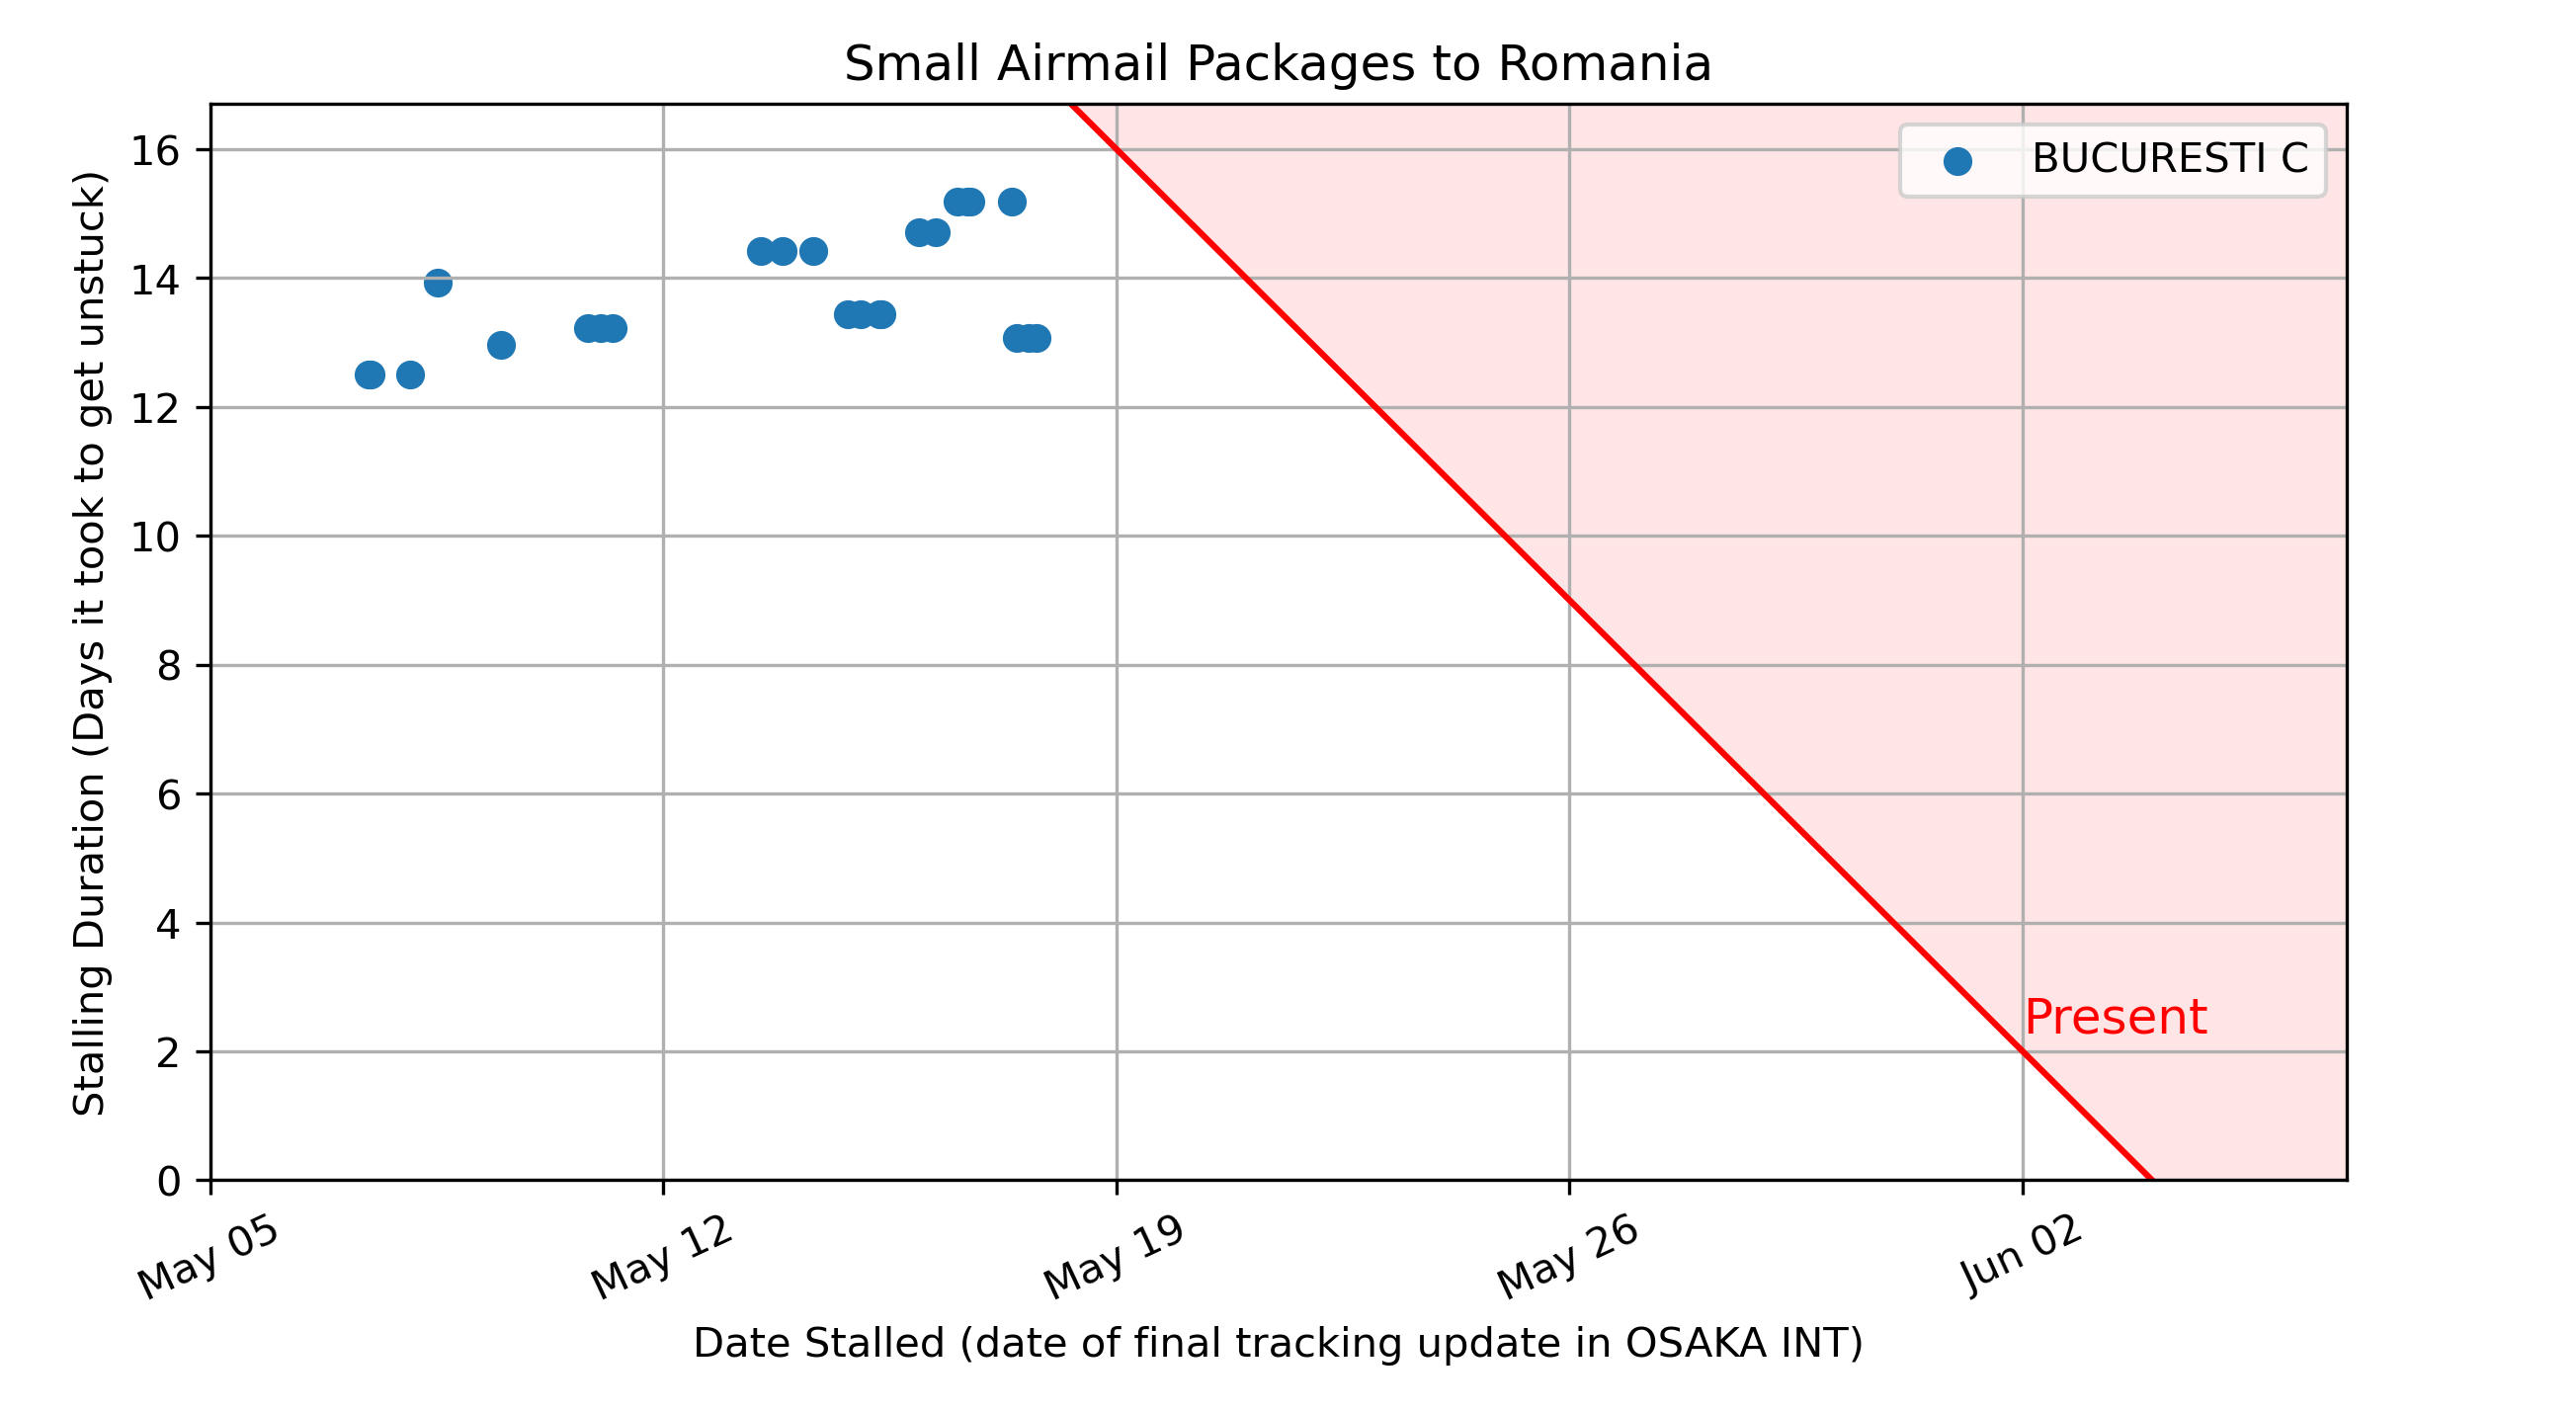 Small Airmail Packages to Romania
BUCURESTI C
Stalling Duration (Days it took to get unstuck)
16
14
12
10
8
6
4
2
0
Present
May 05
May 12
May 19
May 26
Jun 02
Date Stalled (date of final tracking update in OSAKA INT)